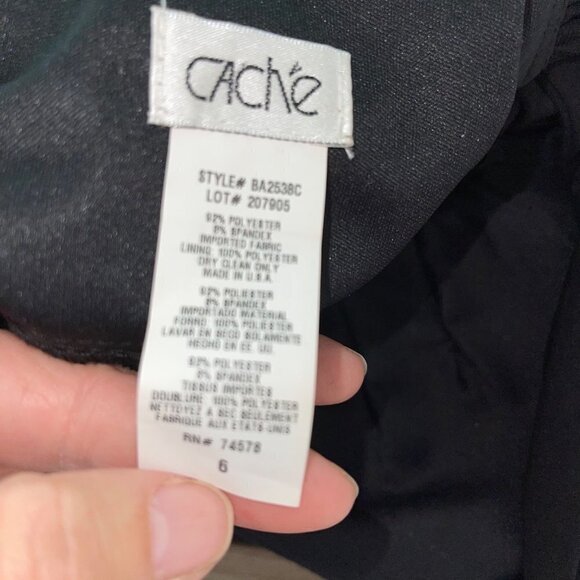 CAChé
STYLE# BA2538C
LOT# 207905
92% POLYESTER
8% SPANDEX
IMPORTED FABRIC
LINING 100% POLYESTER
DRY CLEAN ONLY
MADE IN U.S.A.
92% POLIESTER
8% SPANDEX
IMPORTADO MATERIAL
FORRO 100% POLIESTER
LAVAR EN SECO SOLAMENTE
HECHO EN EE. UU.
92% POLYESTER
8% SPANDEX
TISSUS IMPORTES
DOUBLURE 100% POLYESTER
NETTOYEZ A SEC SEULEMENT
FABRIQUE AUX ETATS-UNIS
RN# 74578
6